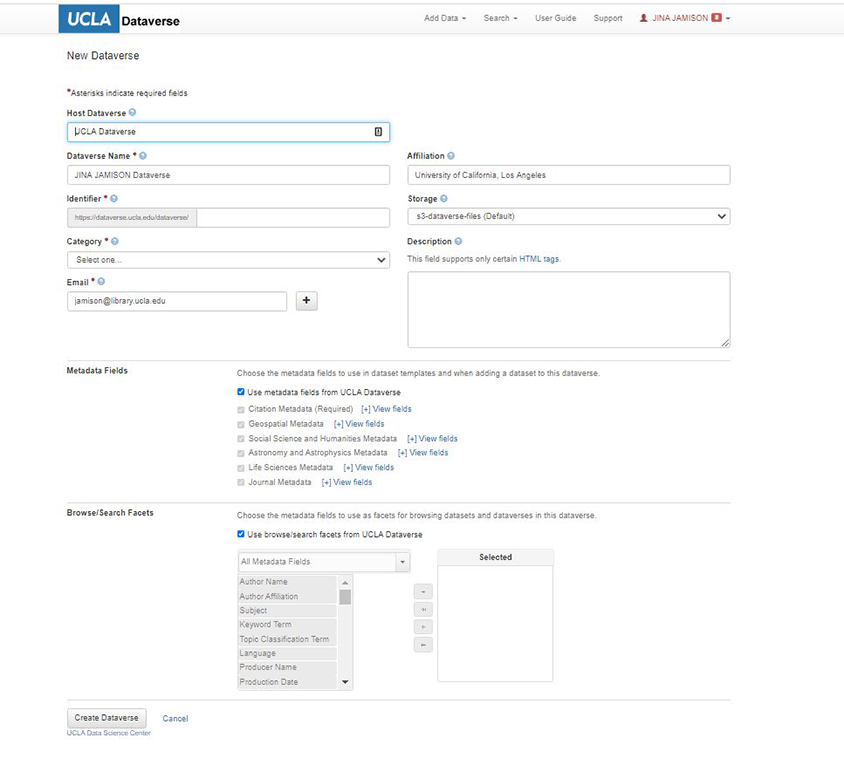 UCLA Dataverse
Add Data Search User Guide Support JINA JAMISON 8
New Dataverse
*Asterisks indicate required fields
Host Dataverse
UCLA Dataverse
Dataverse Name *
JINA JAMISON Dataverse
Affiliation
University of California, Los Angeles
Identifier *
https://dataverse.ucla.edu/dataverse/
Storage
s3-dataverse-files (Default)
Category *
Select one...
Description
This field supports only certain HTML tags.
Email *
jamison@library.ucla.edu
Metadata Fields
Choose the metadata fields to use in dataset templates and when adding a dataset to this dataverse.
Use metadata fields from UCLA Dataverse
Citation Metadata (Required) [+] View fields
Geospatial Metadata [+] View fields
Social Science and Humanities Metadata [+] View fields
Astronomy and Astrophysics Metadata [+] View fields
Life Sciences Metadata [+] View fields
Journal Metadata [+] View fields
Browse/Search Facets
Choose the metadata fields to use as facets for browsing datasets and dataverses in this dataverse.
Use browse/search facets from UCLA Dataverse
All Metadata Fields
Author Name
Author Affiliation
Subject
Keyword Term
Topic Classification Term
Language
Producer Name
Production Date
Selected
Create Dataverse Cancel
UCLA Data Science Center